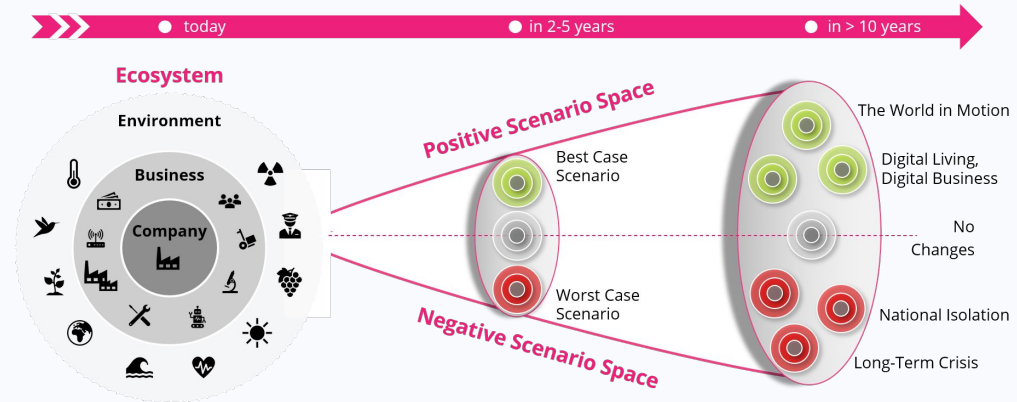 today
in 2-5 years
in > 10 years
Ecosystem
Environment
Business
Company
Positive Scenario Space
Best Case
Scenario
Worst Case
Scenario
Negative Scenario Space
The World in Motion
Digital Living,
Digital Business
No
Changes
National Isolation
Long-Term Crisis